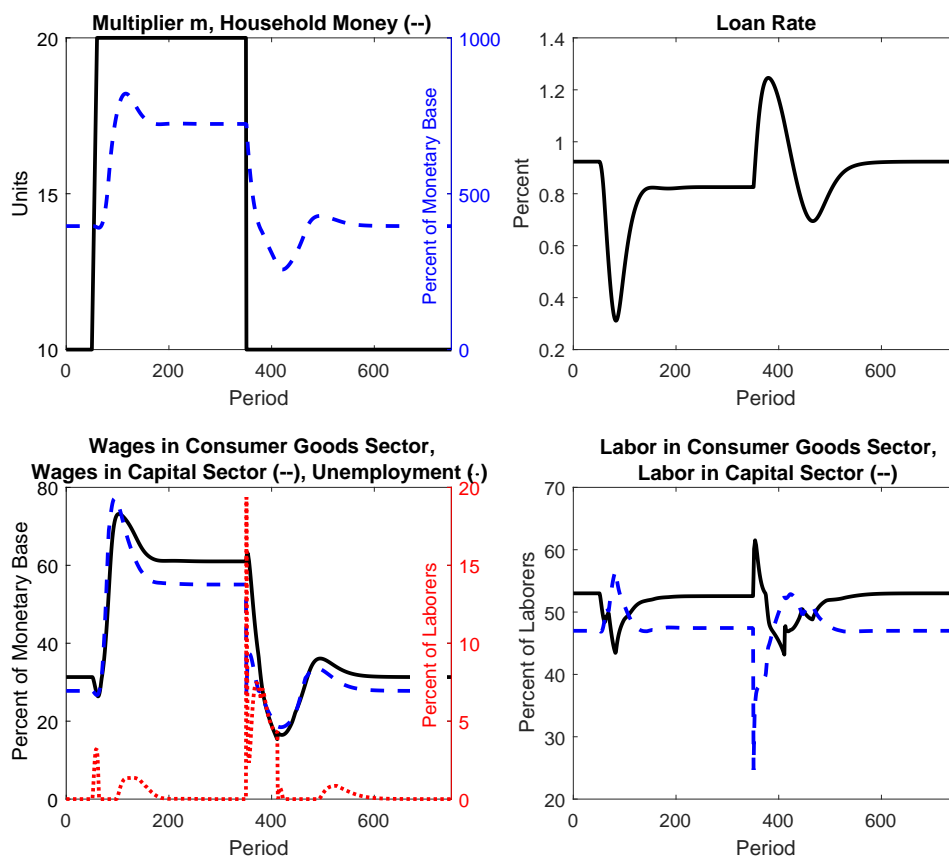 Multiplier m, Household Money (--)
20
15
10
Units
1000
500
0
Percent of Monetary Base
0
200
400
600
Period
Loan Rate
1.4
1.2
1
0.8
0.6
0.4
0.2
Percent
0
200
400
600
Period
Wages in Consumer Goods Sector,
Wages in Capital Sector (--), Unemployment (.)
80
60
40
20
0
Percent of Monetary Base
20
15
10
5
0
Percent of Laborers
0
200
400
600
Period
Labor in Consumer Goods Sector,
Labor in Capital Sector (--)
70
60
50
40
30
20
Percent of Laborers
0
200
400
600
Period